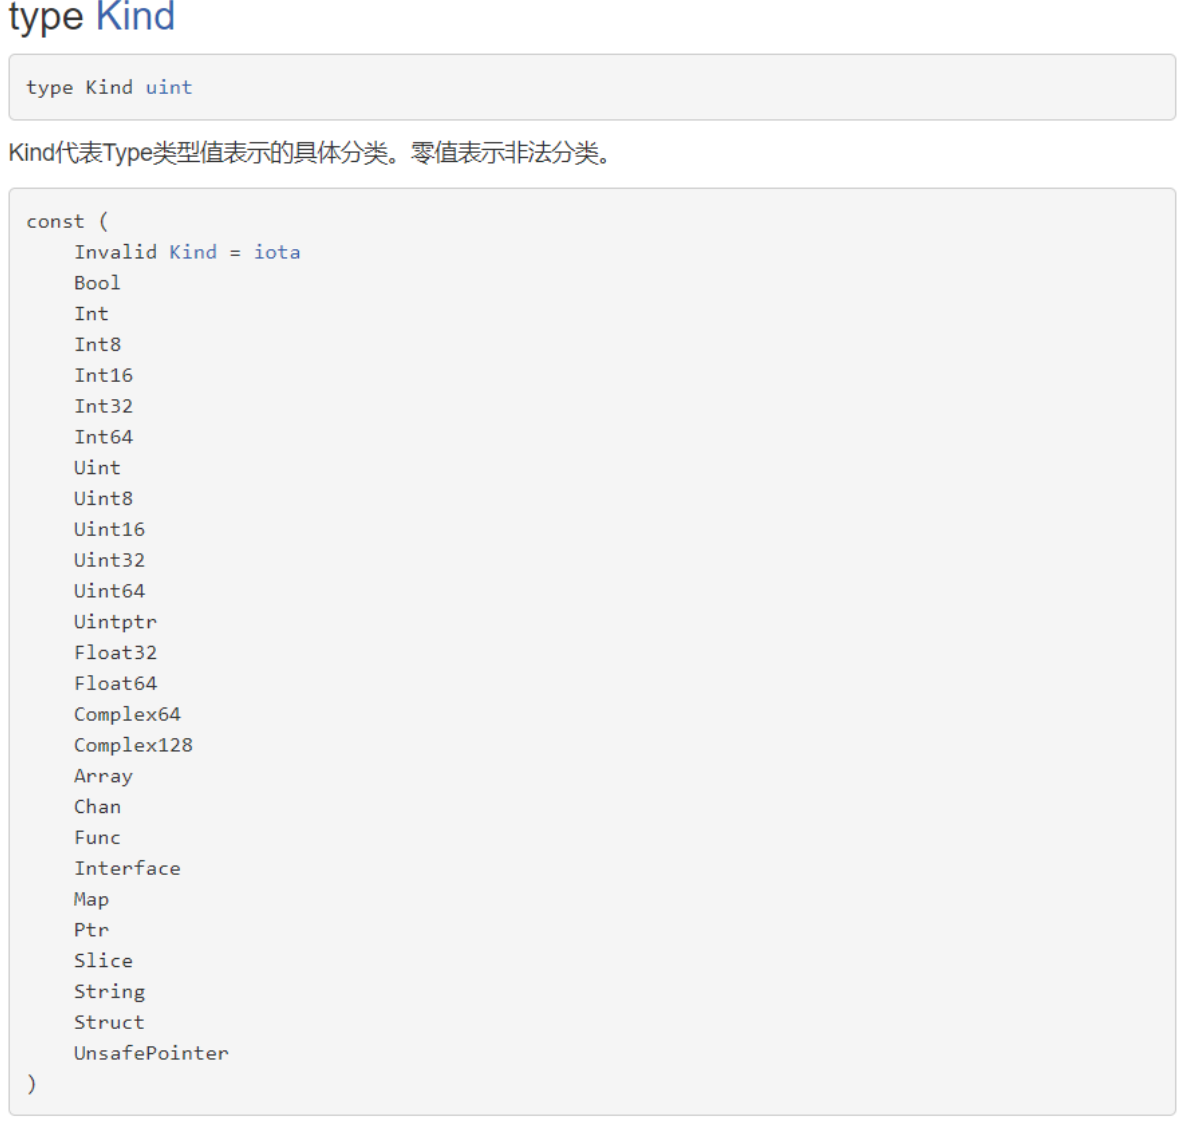 type Kind
type Kind uint
Kind代表Type类型值表示的具体分类。零值表示非法分类。
const (
    Invalid Kind = iota
    Bool
    Int
    Int8
    Int16
    Int32
    Int64
    Uint
    Uint8
    Uint16
    Uint32
    Uint64
    Uintptr
    Float32
    Float64
    Complex64
    Complex128
    Array
    Chan
    Func
    Interface
    Map
    Ptr
    Slice
    String
    Struct
    UnsafePointer
)